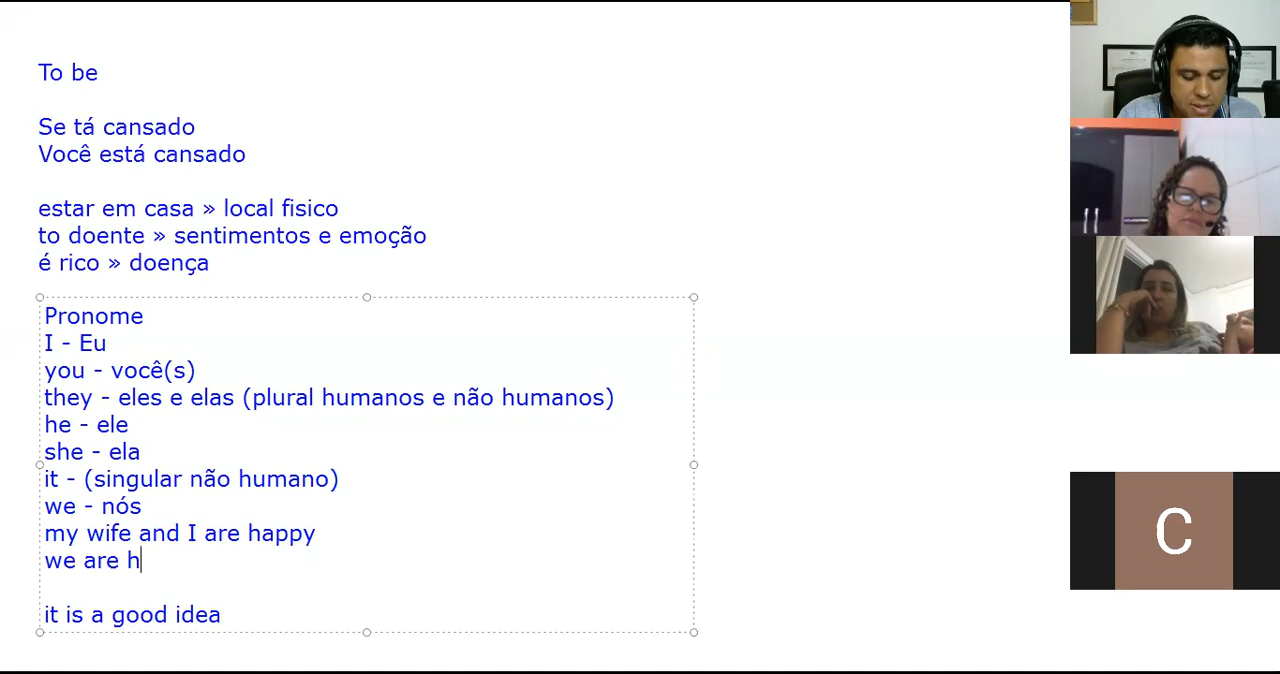 To be
Se tá cansado
Você está cansado
estar em casa » local fisico
to doente » sentimentos e emoção
é rico » doença
Pronome
I - Eu
you - você(s)
they - eles e elas (plural humanos e não humanos)
he - ele
she - ela
it - (singular não humano)
we - nós
my wife and I are happy
we are h
it is a good idea
C